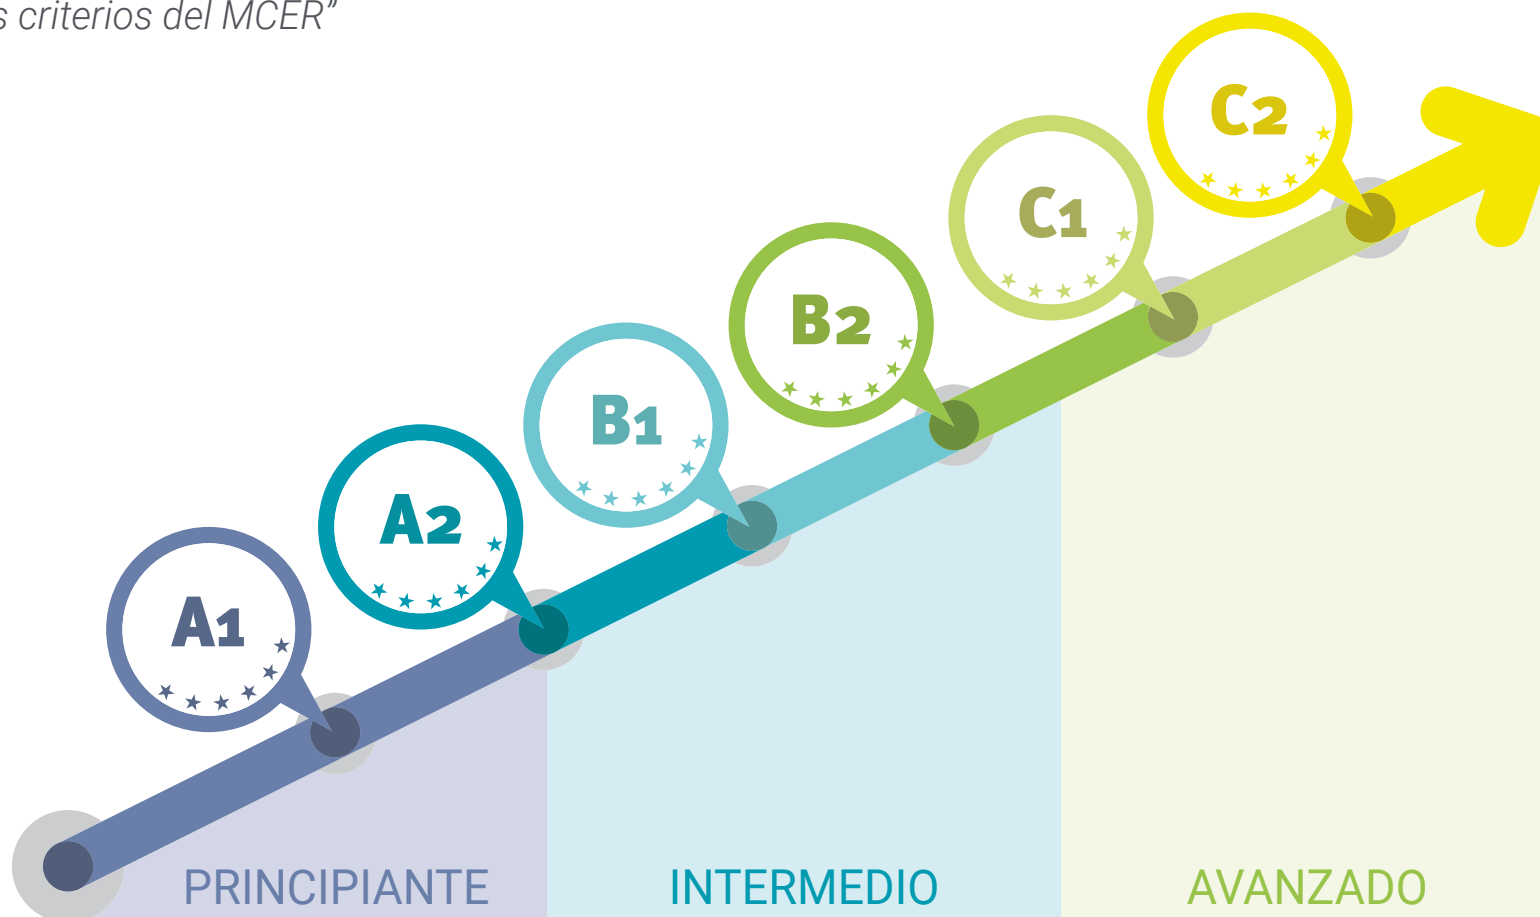 s criterios del MCER”
C2
C1
B2
B1
A2
A1
PRINCIPIANTE
INTERMEDIO
AVANZADO